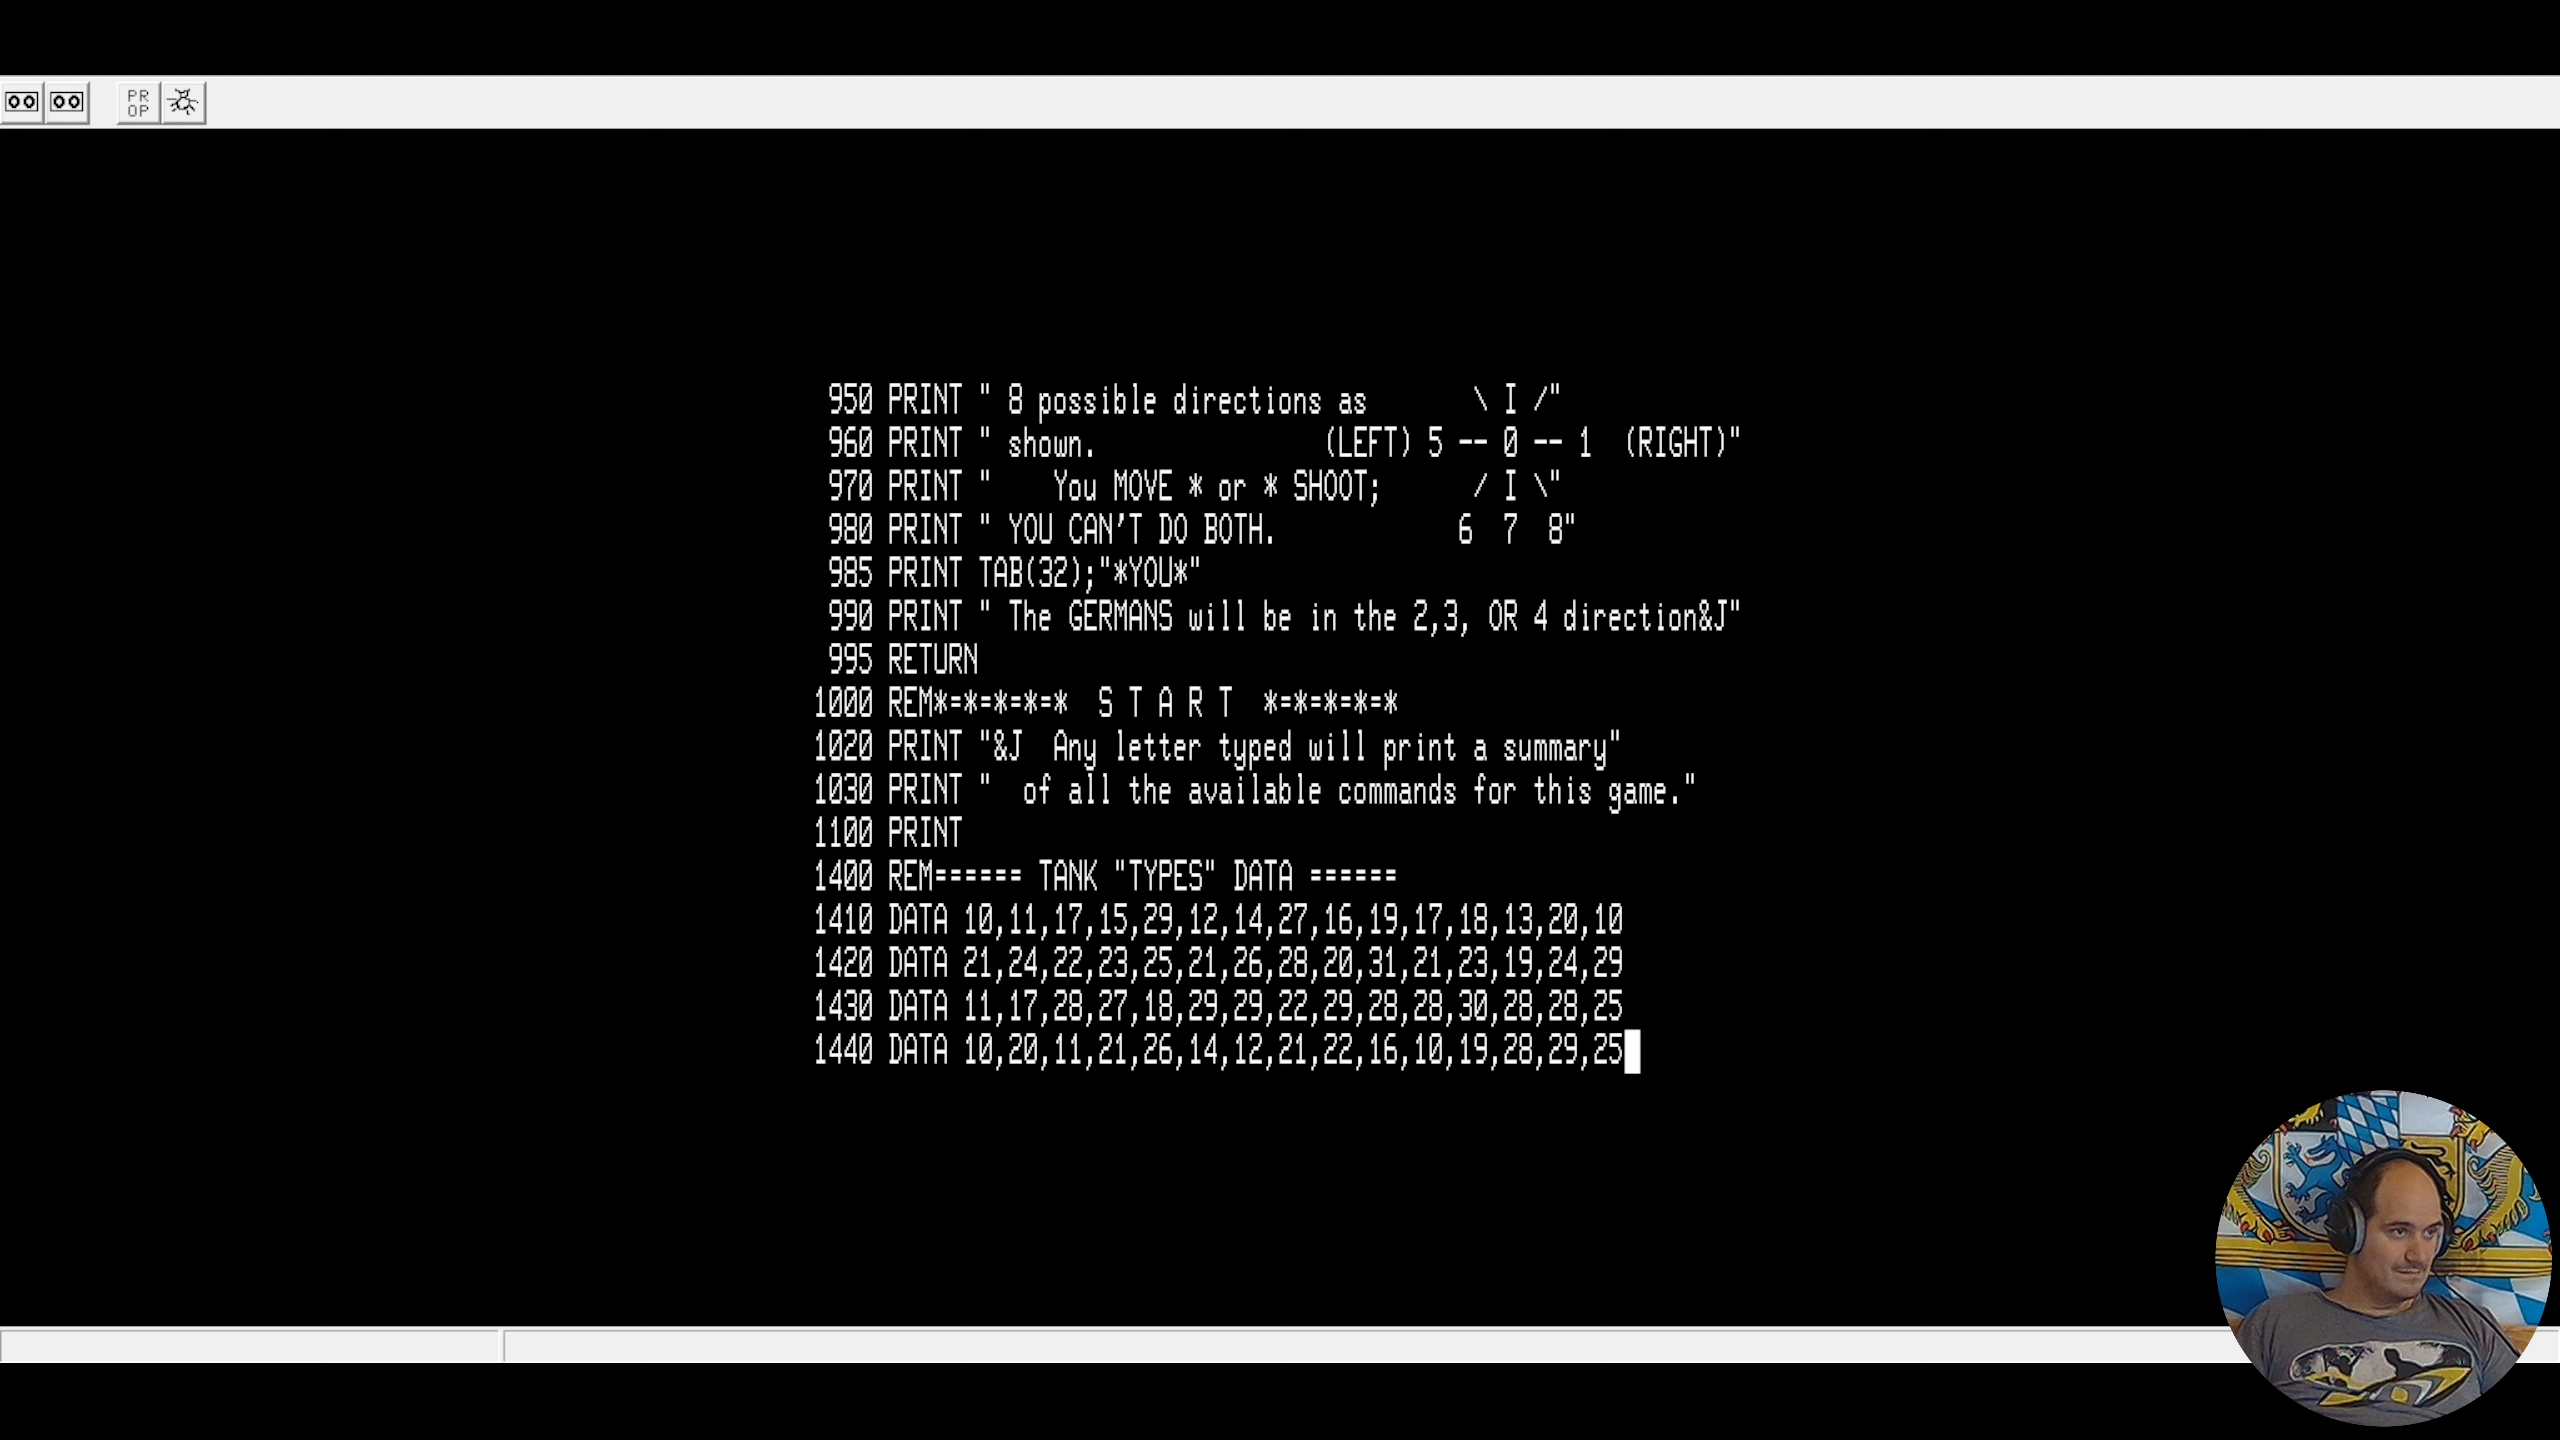 PR
OP
950 PRINT " 8 possible directions as       \ I /"
960 PRINT " shown.               (LEFT) 5 -- 0 -- 1  (RIGHT)"
970 PRINT "    You MOVE * or * SHOOT;      / I \"
980 PRINT " YOU CAN'T DO BOTH.            6  7  8"
985 PRINT TAB(32);"*YOU*"
990 PRINT " The GERMANS will be in the 2,3, OR 4 direction&J"
995 RETURN
1000 REM*=*=*=*=*  S T A R T  *=*=*=*=*
1020 PRINT "&J  Any letter typed will print a summary"
1030 PRINT "  of all the available commands for this game."
1100 PRINT
1400 REM====== TANK "TYPES" DATA ======
1410 DATA 10,11,17,15,29,12,14,27,16,19,17,18,13,20,10
1420 DATA 21,24,22,23,25,21,26,28,20,31,21,23,19,24,29
1430 DATA 11,17,28,27,18,29,29,22,29,28,28,30,28,28,25
1440 DATA 10,20,11,21,26,14,12,21,22,16,10,19,28,29,25